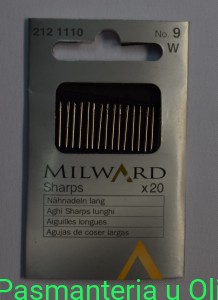 212 1110 No. 9
W
MILWARD
Sharps x20
Nähnadeln lang
Aghi Sharps lunghi
Aiguilles longues
Agujas de coser largas
Pasmanteria u Oli